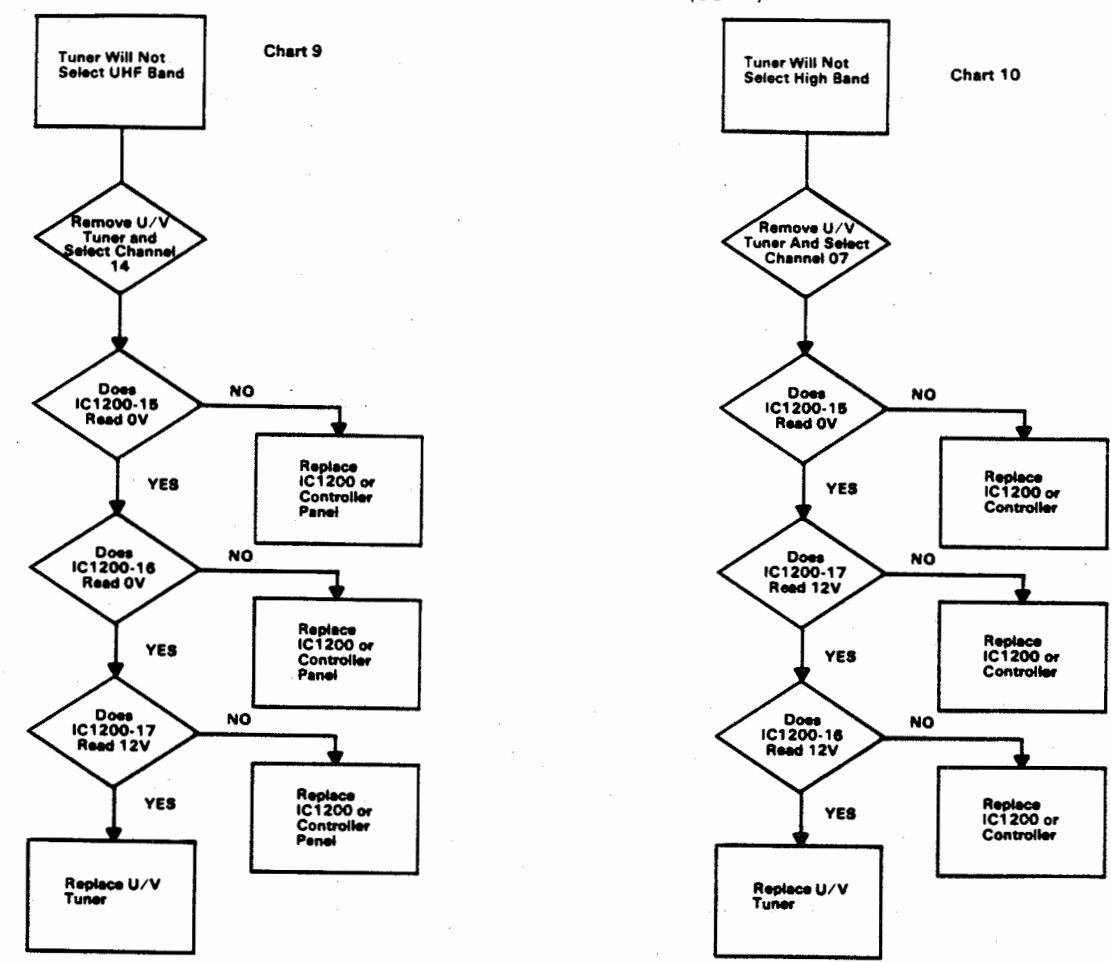 Chart 9
Tuner Will Not
Select UHF Band
Remove U/V
Tuner and
Select Channel
14
Does
IC1200-15
Read 0V
NO
Replace
IC1200 or
Controller
Panel
YES
Does
IC1200-16
Read 0V
NO
Replace
IC1200 or
Controller
Panel
YES
Does
IC1200-17
Read 12V
NO
Replace
IC1200 or
Controller
Panel
YES
Replace U/V
Tuner
Chart 10
Tuner Will Not
Select High Band
Remove U/V
Tuner And Select
Channel 07
Does
IC1200-15
Read 0V
NO
Replace
IC1200 or
Controller
YES
Does
IC1200-17
Read 12V
NO
Replace
IC1200 or
Controller
YES
Does
IC1200-16
Read 12V
NO
Replace
IC1200 or
Controller
YES
Replace U/V
Tuner